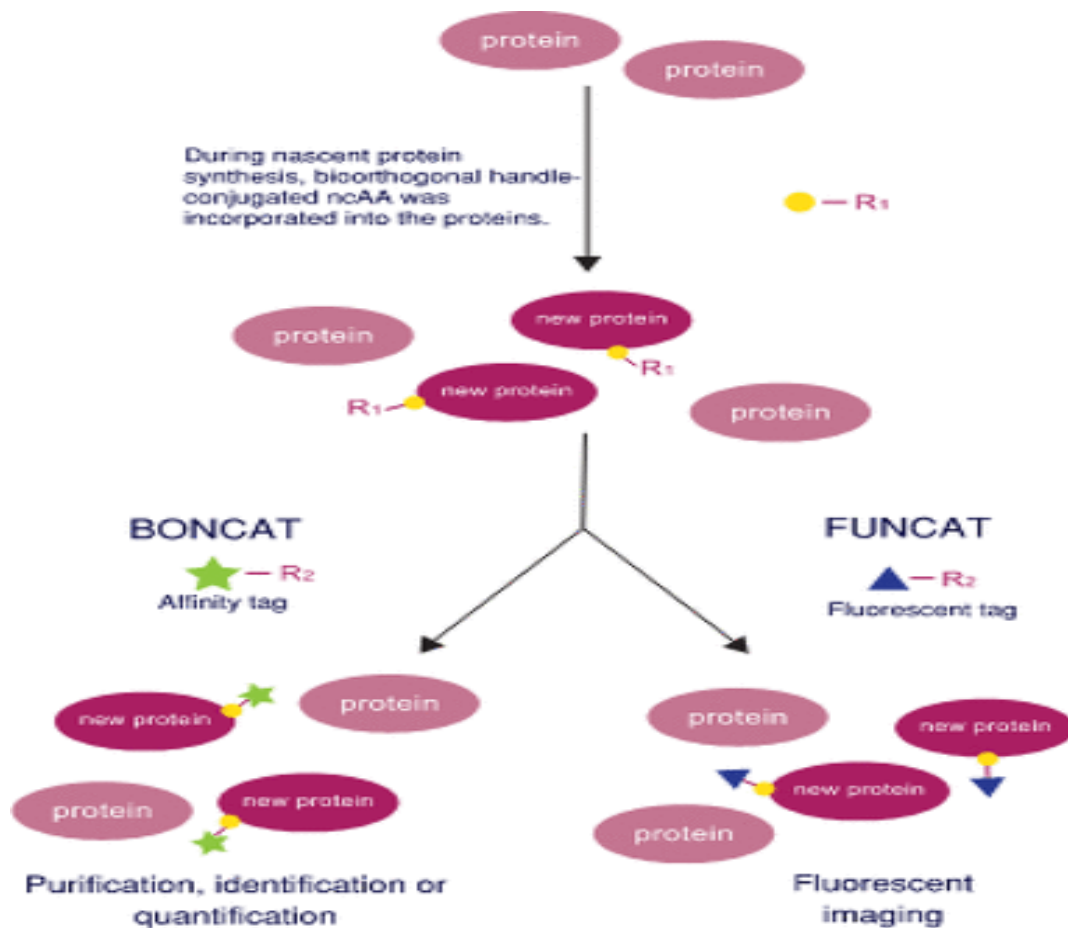 protein
protein
During nascent protein
synthesis, bioorthogonal handle-
conjugated ncAA was
incorporated into the proteins.
R₁
new protein
protein
R₁
new protein
R₁
protein
BONCAT
FUNCAT
R₂
R₂
Affinity tag
Fluorescent tag
protein
new protein
protein
new protein
new protein
new protein
protein
protein
Purification, identification or
quantification
Fluorescent
imaging